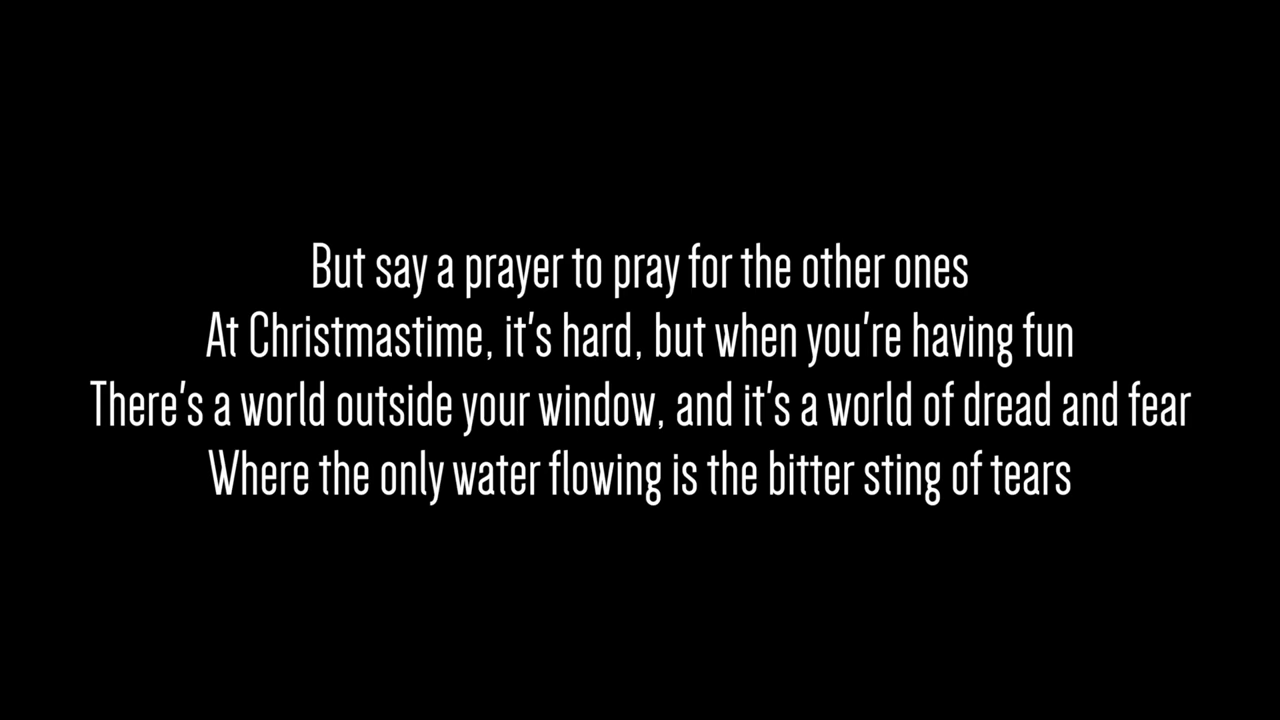 But say a prayer to pray for the other ones
At Christmastime, it's hard, but when you're having fun
There's a world outside your window, and it's a world of dread and fear
Where the only water flowing is the bitter sting of tears